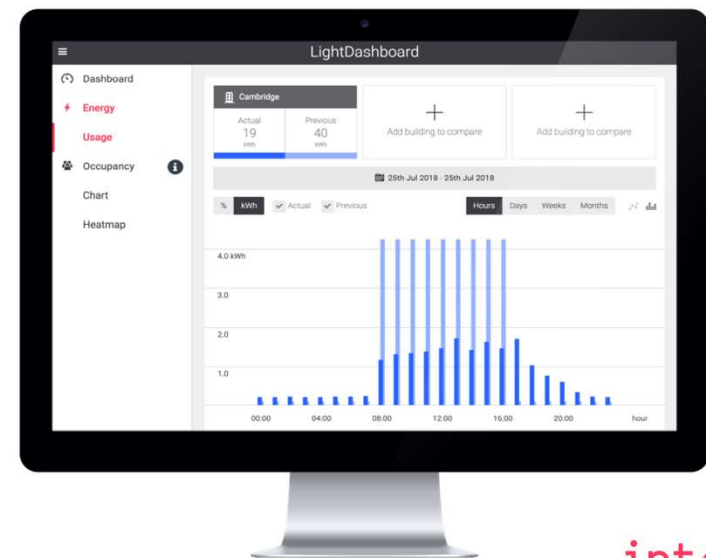 LightDashboard
Dashboard
Energy
Usage
Occupancy
Chart
Heatmap
Cambridge
Actual Previous
19 40
kWh kWh
Add building to compare
Add building to compare
25th Jul 2018 - 25th Jul 2018
% kWh Actual Previous Hours Days Weeks Months
4.0 kWh
3.0
2.0
1.0
00:00 04:00 08:00 12:00 16:00 20:00 hour